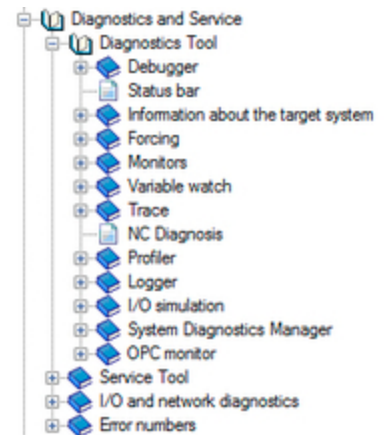 Diagnostics and Service
Diagnostics Tool
Debugger
Status bar
Information about the target system
Forcing
Monitors
Variable watch
Trace
NC Diagnosis
Profiler
Logger
I/O simulation
System Diagnostics Manager
OPC monitor
Service Tool
I/O and network diagnostics
Error numbers